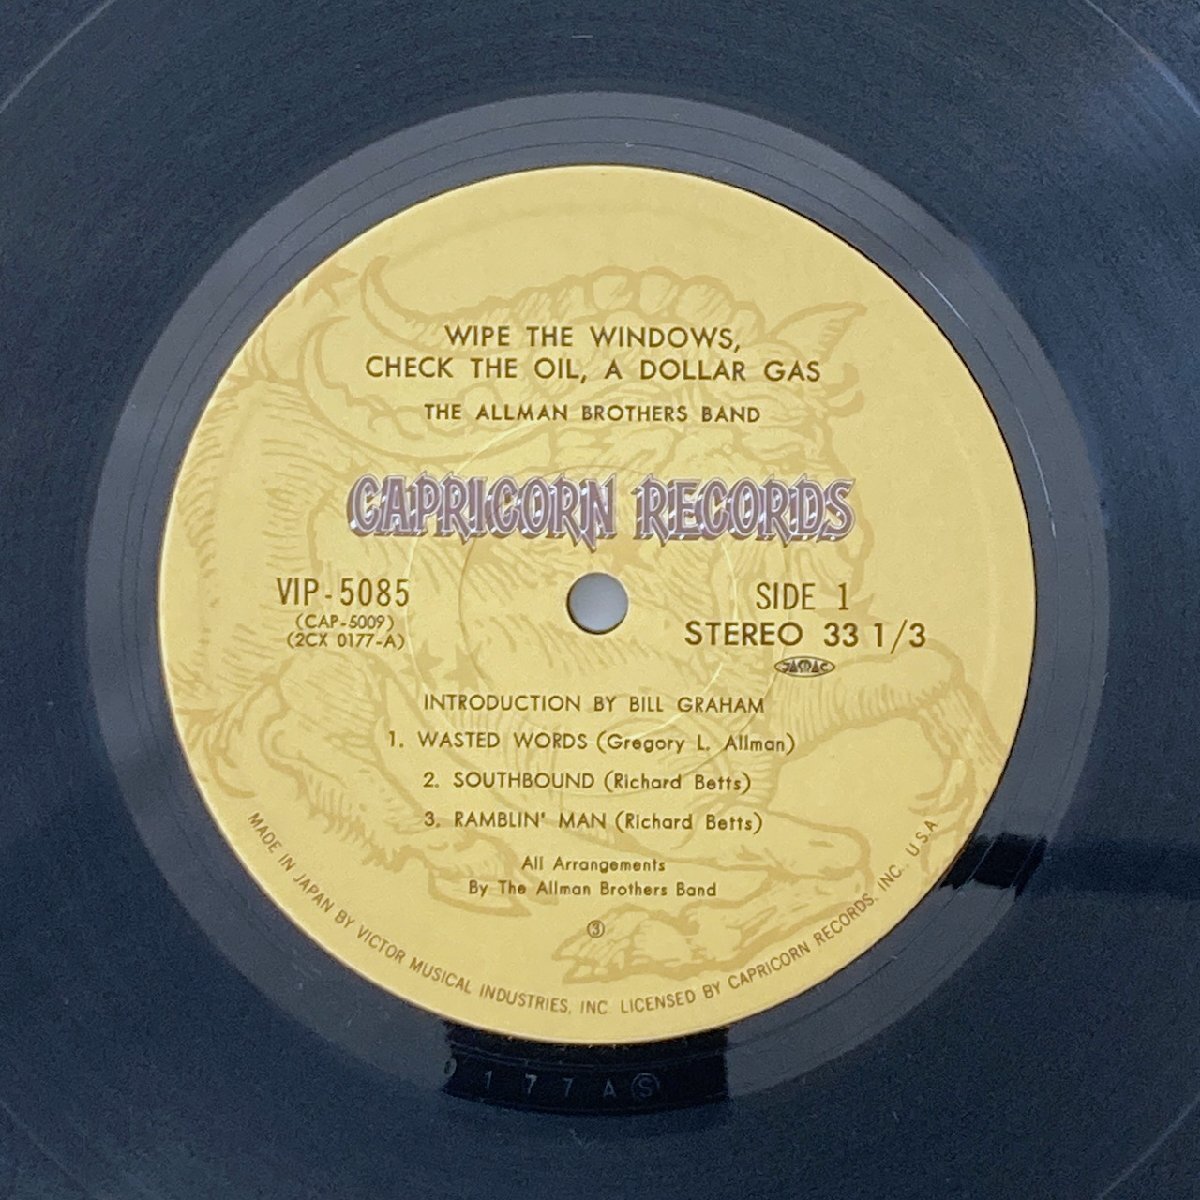 WIPE THE WINDOWS,
CHECK THE OIL, A DOLLAR GAS
THE ALLMAN BROTHERS BAND
CAPRICORN RECORDS
VIP-5085
(CAP-5009)
(2CX 0177-A)
SIDE 1
STEREO 33 1/3
JASRAC
INTRODUCTION BY BILL GRAHAM
1. WASTED WORDS (Gregory L. Allman)
2. SOUTHBOUND (Richard Betts)
3. RAMBLIN' MAN (Richard Betts)
All Arrangements
By The Allman Brothers Band
③
MADE IN JAPAN BY VICTOR MUSICAL INDUSTRIES, INC. LICENSED BY CAPRICORN RECORDS, INC., U.S.A.
177A Ⓢ